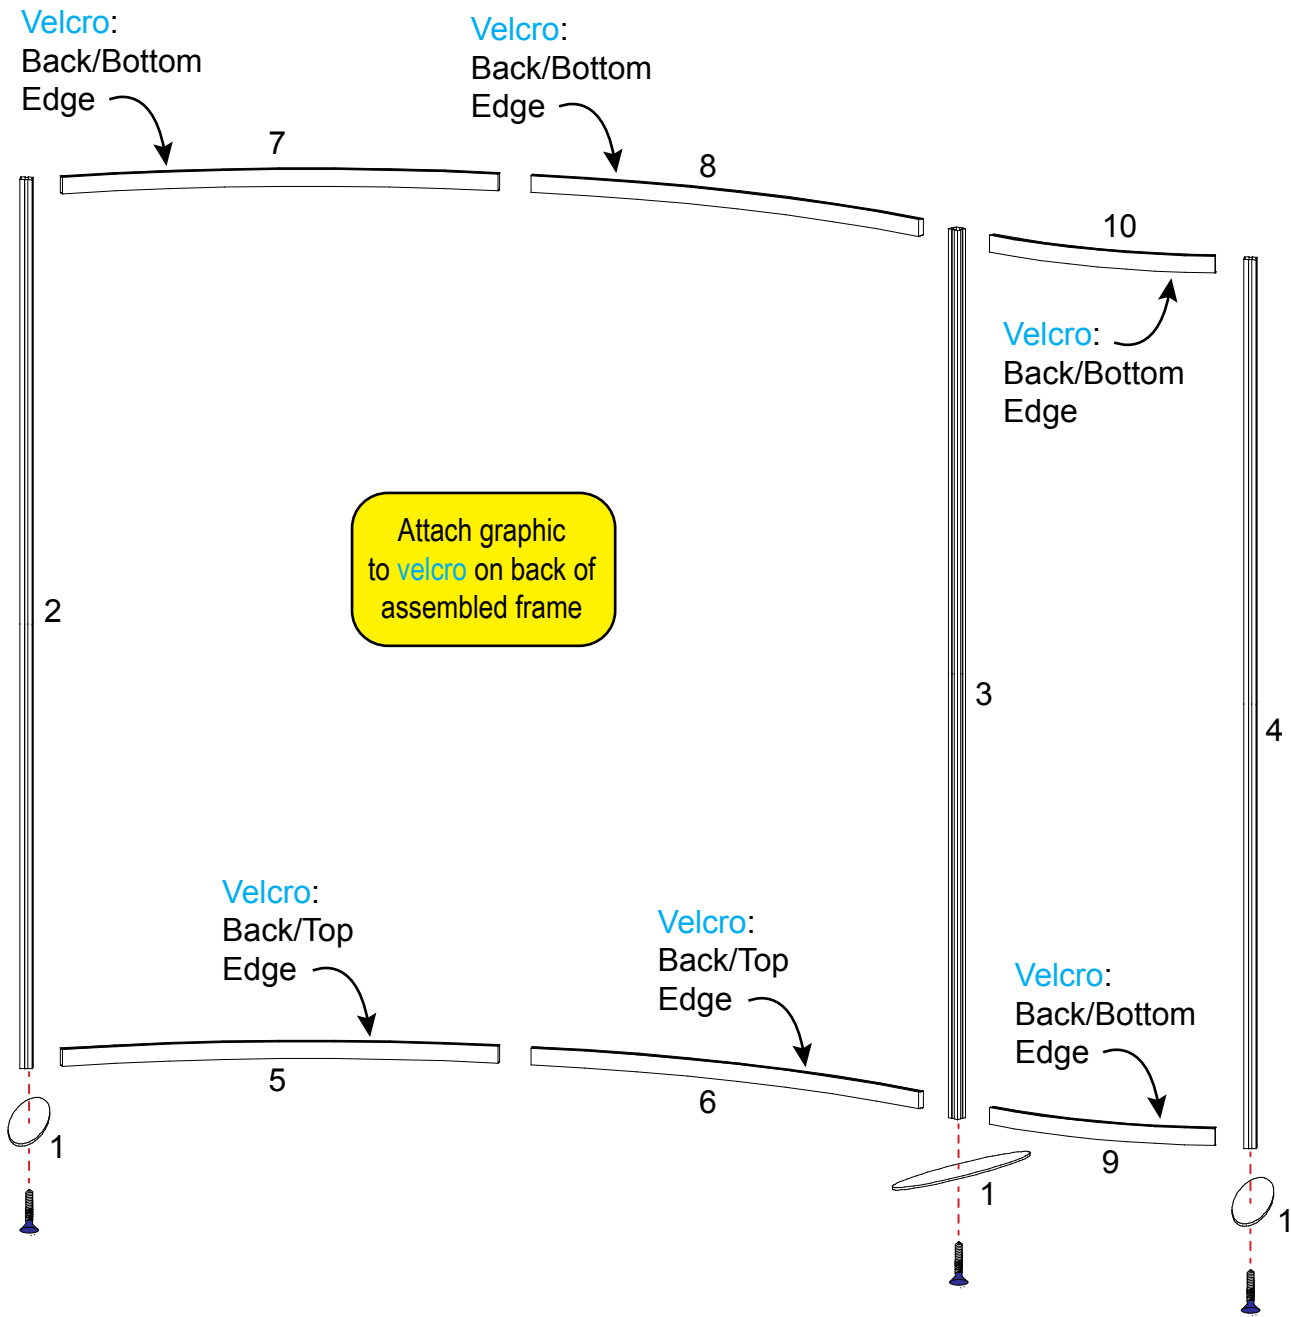 Velcro:
Back/Bottom
Edge
Velcro:
Back/Bottom
Edge
7
8
10
Velcro:
Back/Bottom
Edge
Attach graphic
to velcro on back of
assembled frame
2
3
4
Velcro:
Back/Top
Edge
Velcro:
Back/Top
Edge
Velcro:
Back/Bottom
Edge
5
6
9
1
1
1